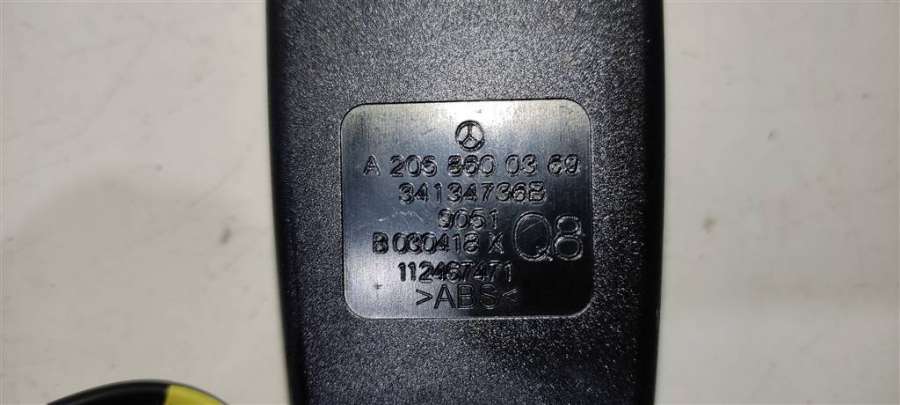 A 205 860 03 69
34134736B
9051
B 030418 X Q8
112467471
>ABS<